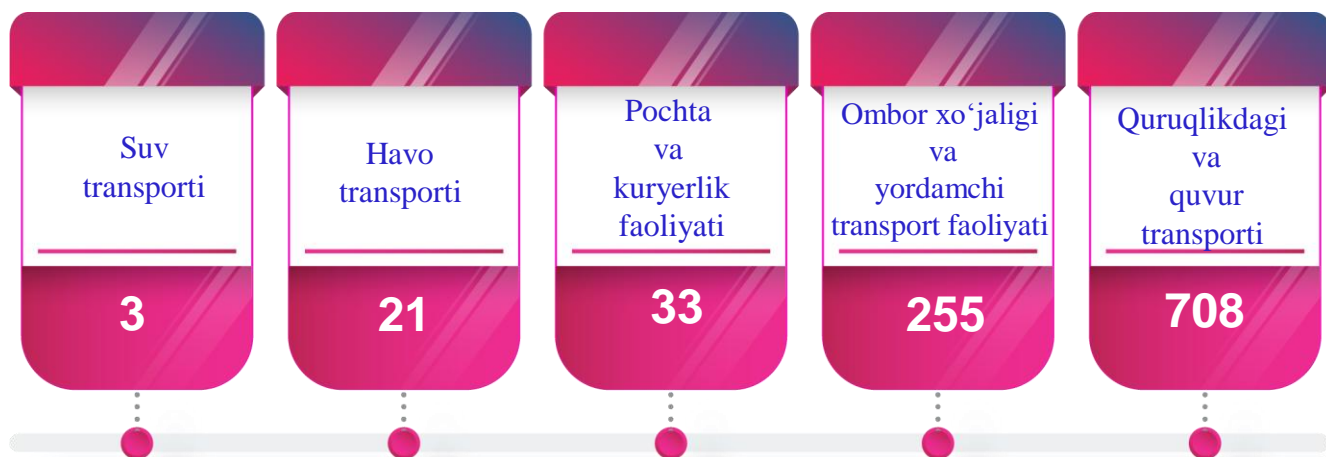 Suv
transporti
3
Havo
transporti
21
Pochta
va
kuryerlik
faoliyati
33
Ombor xo‘jaligi
va
yordamchi
transport faoliyati
255
Quruqlikdagi
va
quvur
transporti
708